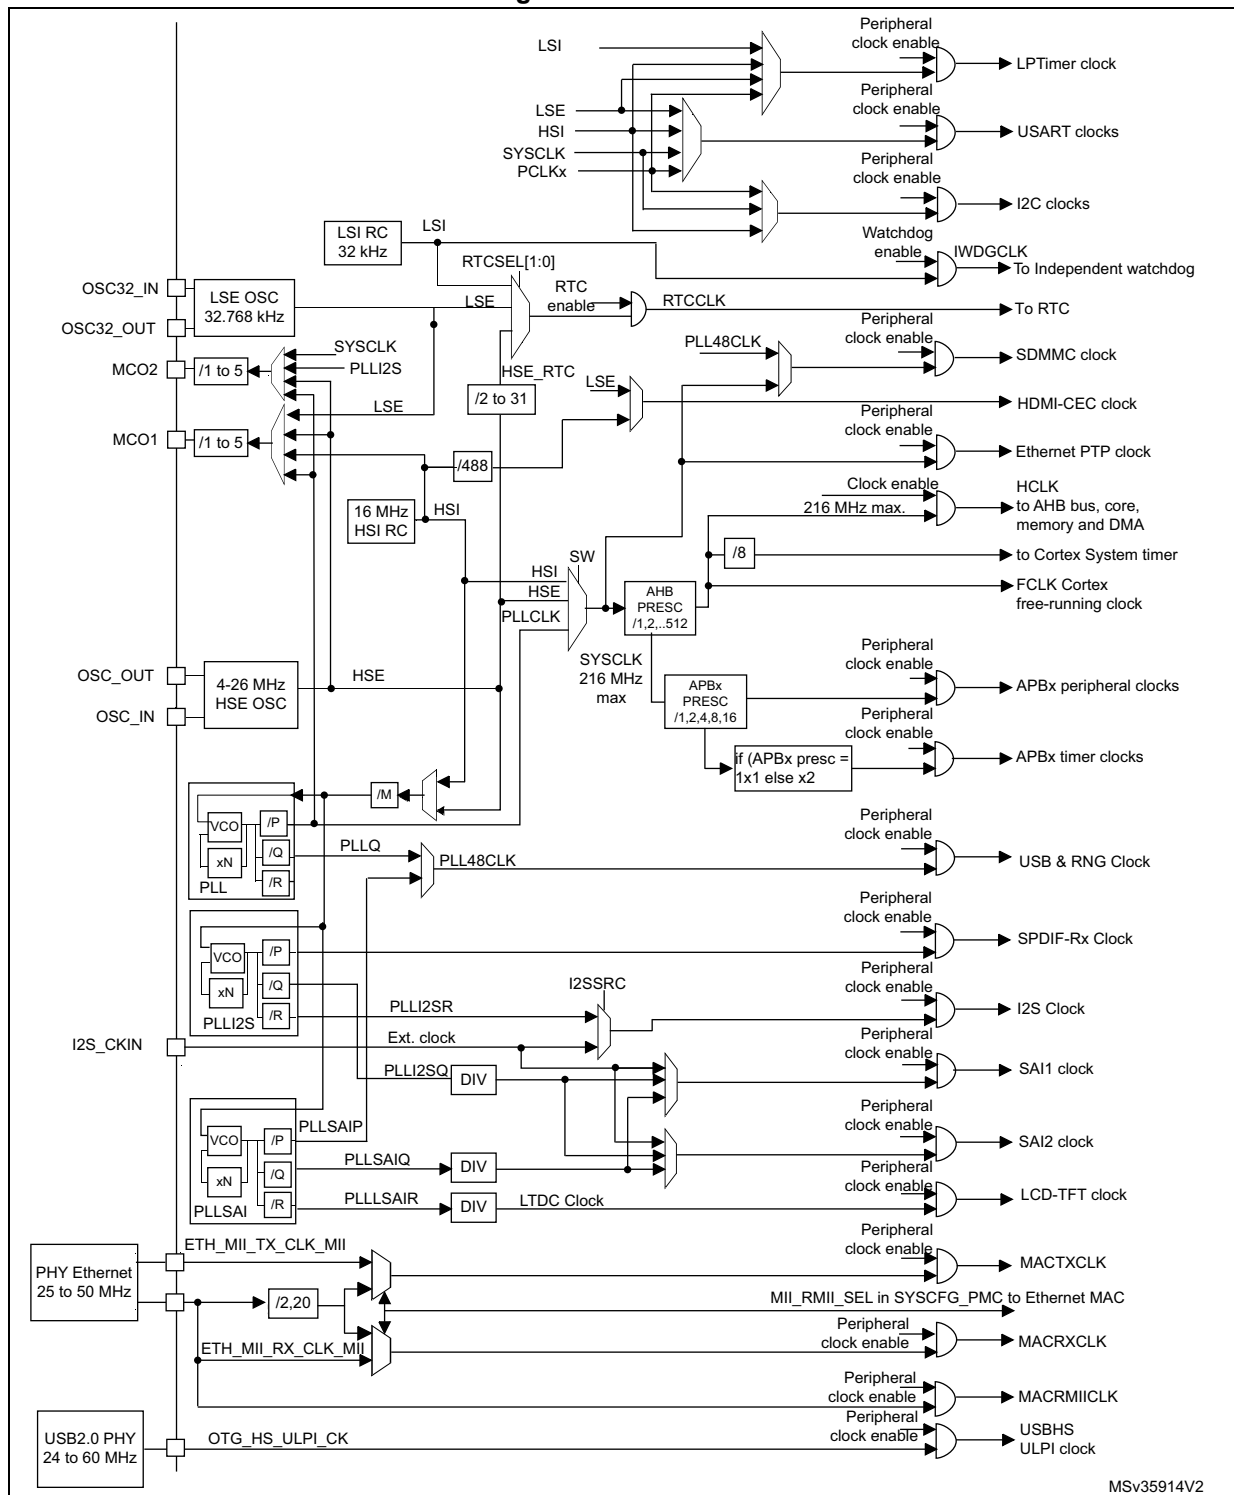 Peripheral
clock enable
LSI
LPTimer clock
Peripheral
clock enable
LSE
HSI
USART clocks
SYSCLK
PCLKx
Peripheral
clock enable
I2C clocks
LSI RC
32 kHz
LSI
Watchdog
enable
IWDGCLK
To Independent watchdog
RTCSEL[1:0]
OSC32_IN
OSC32_OUT
LSE OSC
32.768 kHz
LSE
RTC
enable
RTCCLK
To RTC
Peripheral
clock enable
PLL48CLK
SDMMC clock
MCO2
/1 to 5
SYSCLK
PLLI2S
HSE_RTC
/2 to 31
LSE
HDMI-CEC clock
LSE
MCO1
/1 to 5
Peripheral
clock enable
Ethernet PTP clock
/488
Clock enable
216 MHz max.
HCLK
to AHB bus, core,
memory and DMA
16 MHz
HSI RC
HSI
/8
to Cortex System timer
SW
HSI
HSE
PLLCLK
AHB
PRESC
/1,2,..512
FCLK Cortex
free-running clock
SYSCLK
216 MHz
max
OSC_OUT
OSC_IN
4-26 MHz
HSE OSC
HSE
APBx
PRESC
/1,2,4,8,16
Peripheral
clock enable
APBx peripheral clocks
Peripheral
clock enable
if (APBx presc =
1x1 else x2
APBx timer clocks
/M
VCO
xN
/P
/Q
/R
PLL
PLLQ
PLL48CLK
Peripheral
clock enable
USB & RNG Clock
VCO
xN
/P
/Q
/R
PLLI2S
Peripheral
clock enable
SPDIF-Rx Clock
PLLI2SR
I2SSRC
Peripheral
clock enable
I2S Clock
I2S_CKIN
Ext. clock
PLLI2SQ
DIV
Peripheral
clock enable
SAI1 clock
VCO
xN
/P
/Q
/R
PLLSAI
PLLSAIP
PLLSAIQ
DIV
Peripheral
clock enable
SAI2 clock
PLLLSAIR
DIV
LTDC Clock
Peripheral
clock enable
LCD-TFT clock
PHY Ethernet
25 to 50 MHz
ETH_MII_TX_CLK_MII
Peripheral
clock enable
MACTXCLK
/2,20
MII_RMII_SEL in SYSCFG_PMC to Ethernet MAC
ETH_MII_RX_CLK_MII
Peripheral
clock enable
MACRXCLK
Peripheral
clock enable
MACRMIICLK
USB2.0 PHY
24 to 60 MHz
OTG_HS_ULPI_CK
Peripheral
clock enable
USBHS
ULPI clock
MSv35914V2